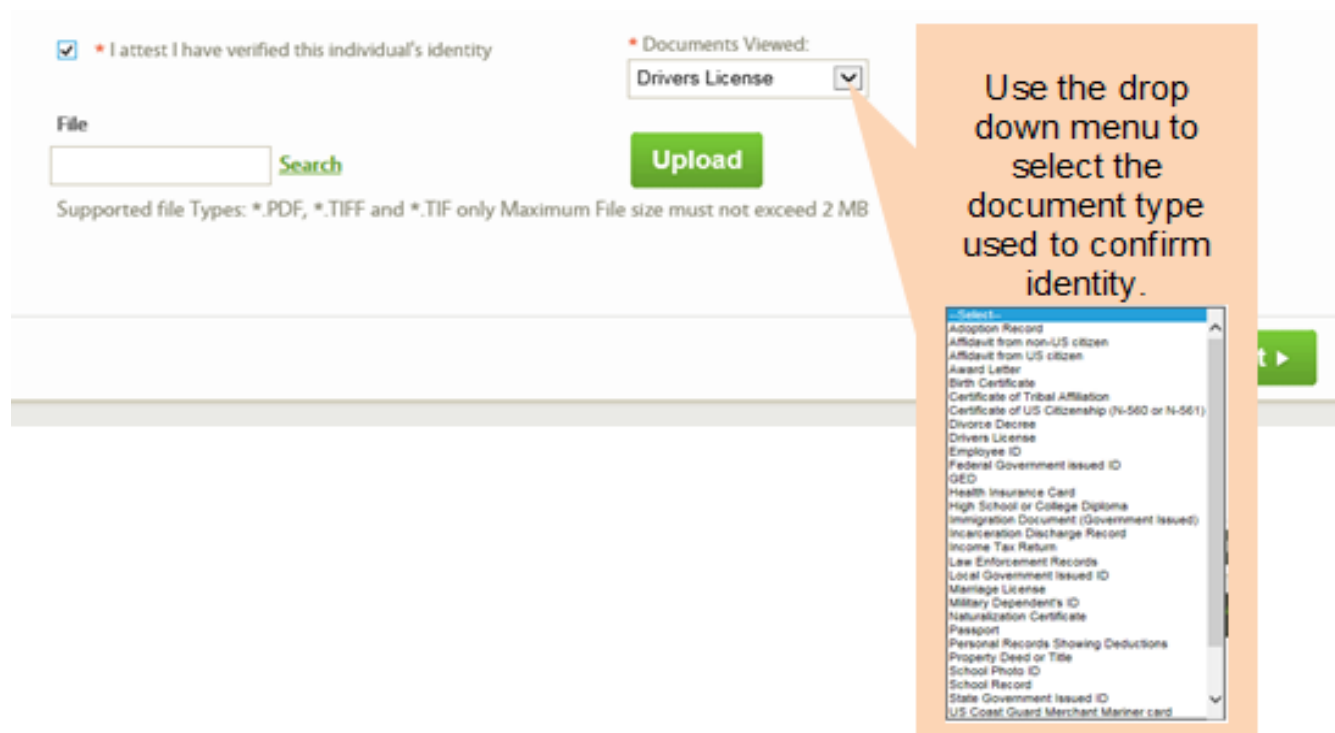 * I attest I have verified this individual's identity
* Documents Viewed:
Drivers License
File
Search
Upload
Supported file Types: *.PDF, *.TIFF and *.TIF only Maximum File size must not exceed 2 MB
Use the drop
down menu to
select the
document type
used to confirm
identity.
--Select--
Adoption Record
Affidavit from non-US citizen
Affidavit from US citizen
Award Letter
Birth Certificate
Certificate of Tribal Affiliation
Certificate of US Citizenship (N-560 or N-561)
Divorce Decree
Drivers License
Employee ID
Federal Government issued ID
GED
Health Insurance Card
High School or College Diploma
Immigration Document (Government Issued)
Incarceration Discharge Record
Income Tax Return
Law Enforcement Records
Local Government Issued ID
Marriage License
Military Dependent's ID
Naturalization Certificate
Passport
Personal Records Showing Deductions
Property Deed or Title
School Photo ID
School Record
State Government Issued ID
US Coast Guard Merchant Mariner card
t